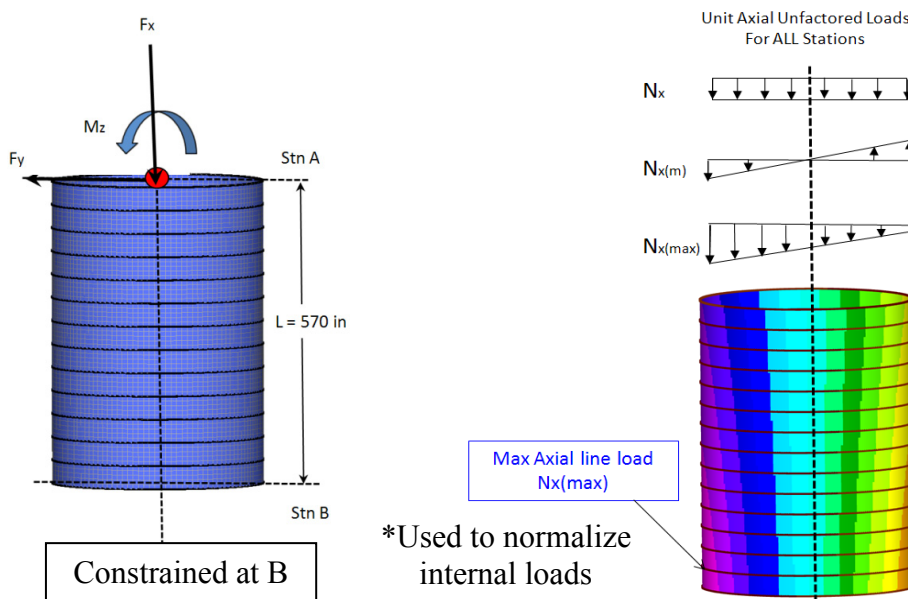 Fx
Mz
Fy
Stn A
L = 570 in
Stn B
Constrained at B
Unit Axial Unfactored Loads
For ALL Stations
Nx
Nx(m)
Nx(max)
Max Axial line load
Nx(max)
*Used to normalize
internal loads